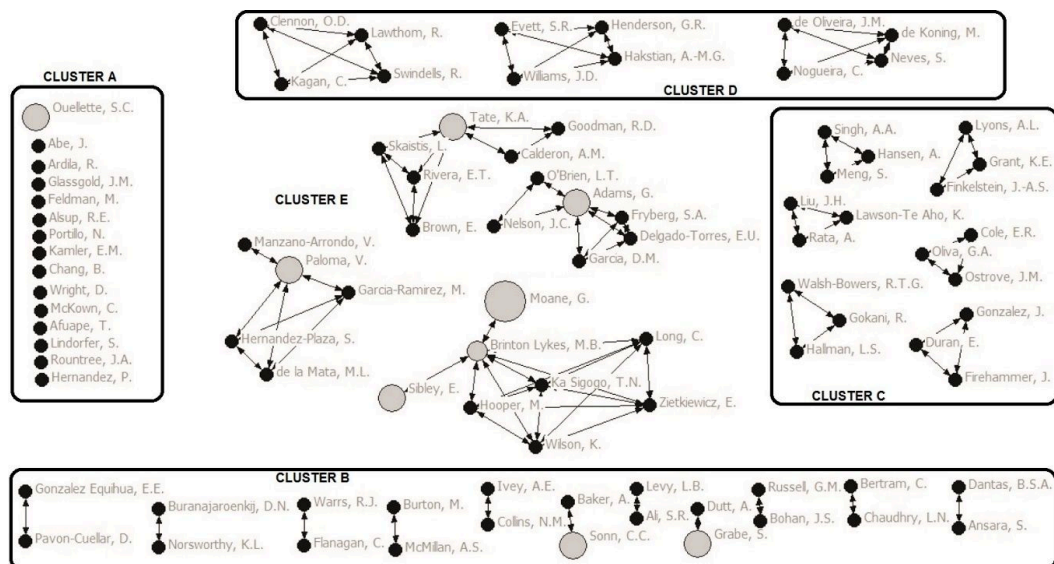 Clennon, O.D.
Lawthom, R.
Kagan, C.
Swindells, R.
Evett, S.R.
Henderson, G.R.
Hakstian, A.-M.G.
Williams, J.D.
de Oliveira, J.M.
de Koning, M.
Neves, S.
Nogueira, C.
CLUSTER D
CLUSTER A
Ouellette, S.C.
Abe, J.
Ardila, R.
Glassgold, J.M.
Feldman, M.
Alsup, R.E.
Portillo, N.
Kamler, E.M.
Chang, B.
Wright, D.
McKown, C.
Afuape, T.
Lindorfer, S.
Rountree, J.A.
Hernandez, P.
Tate, K.A.
Goodman, R.D.
Skaistis, L.
Calderon, A.M.
Rivera, E.T.
O'Brien, L.T.
Adams, G.
CLUSTER E
Brown, E.
Nelson, J.C.
Fryberg, S.A.
Delgado-Torres, E.U.
Garcia, D.M.
Manzano-Arrondo, V.
Paloma, V.
Garcia-Ramirez, M.
Hernandez-Plaza, S.
de la Mata, M.L.
Moane, G.
Brinton Lykes, M.B.
Long, C.
Sibley, E.
Ka Sigogo, T.N.
Hooper, M.
Zietkiewicz, E.
Wilson, K.
Singh, A.A.
Hansen, A.
Meng, S.
Lyons, A.L.
Grant, K.E.
Finkelstein, J.-A.S.
Liu, J.H.
Lawson-Te Aho, K.
Rata, A.
Cole, E.R.
Oliva, G.A.
Ostrove, J.M.
Walsh-Bowers, R.T.G.
Gokani, R.
Hallman, L.S.
Gonzalez, J.
Duran, E.
Firehammer, J.
CLUSTER C
CLUSTER B
Gonzalez Equihua, E.E.
Pavon-Cuellar, D.
Buranajaroenkij, D.N.
Norsworthy, K.L.
Warrs, R.J.
Flanagan, C.
Burton, M.
McMillan, A.S.
Ivey, A.E.
Collins, N.M.
Baker, A.
Sonn, C.C.
Levy, L.B.
Ali, S.R.
Dutt, A.
Grabe, S.
Russell, G.M.
Bohan, J.S.
Bertram, C.
Chaudhry, L.N.
Dantas, B.S.A.
Ansara, S.